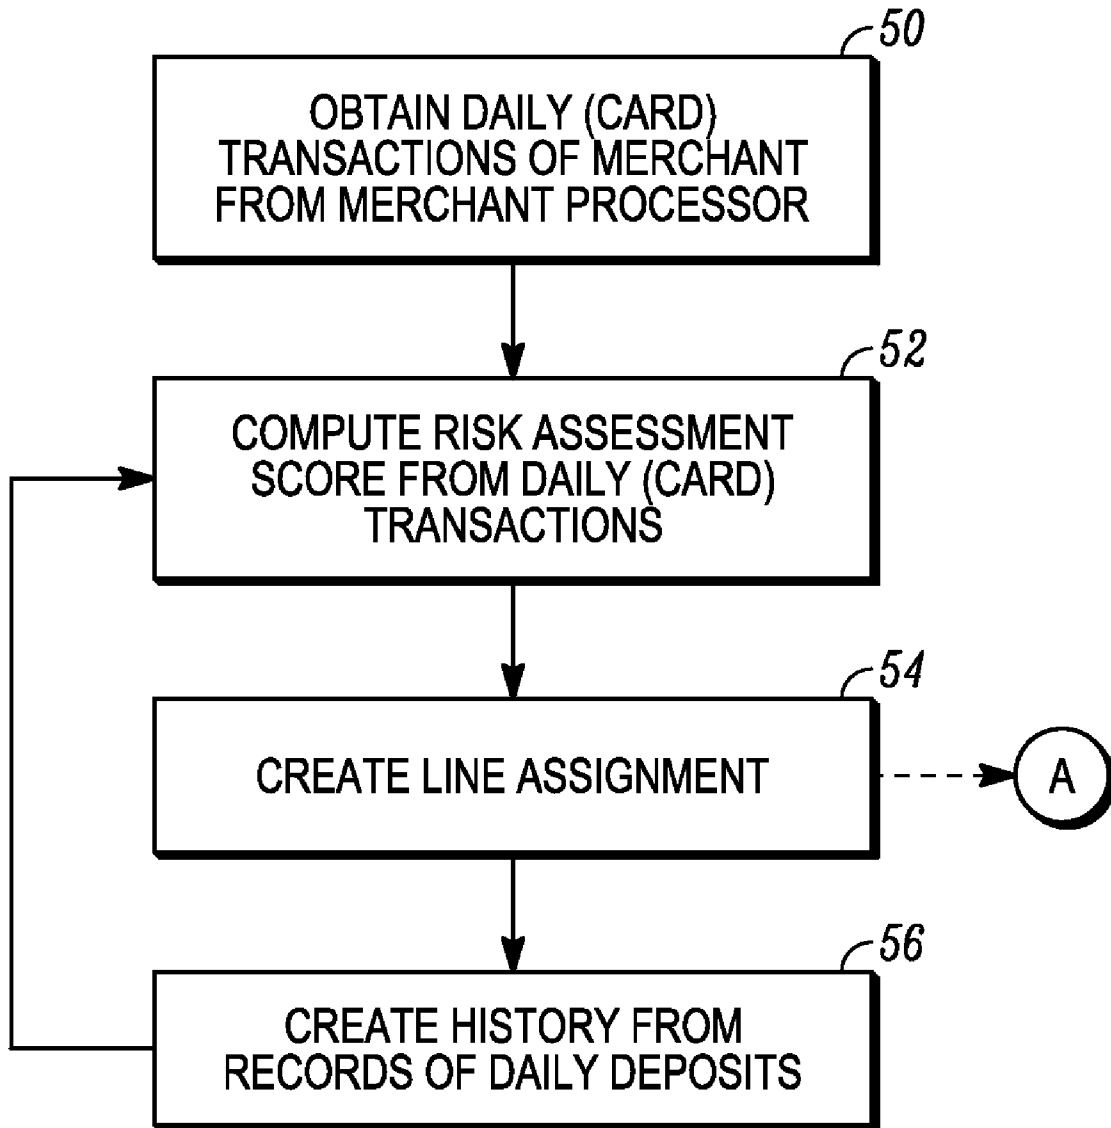 50
OBTAIN DAILY (CARD)
TRANSACTIONS OF MERCHANT
FROM MERCHANT PROCESSOR
52
COMPUTE RISK ASSESSMENT
SCORE FROM DAILY (CARD)
TRANSACTIONS
54
CREATE LINE ASSIGNMENT
A
56
CREATE HISTORY FROM
RECORDS OF DAILY DEPOSITS